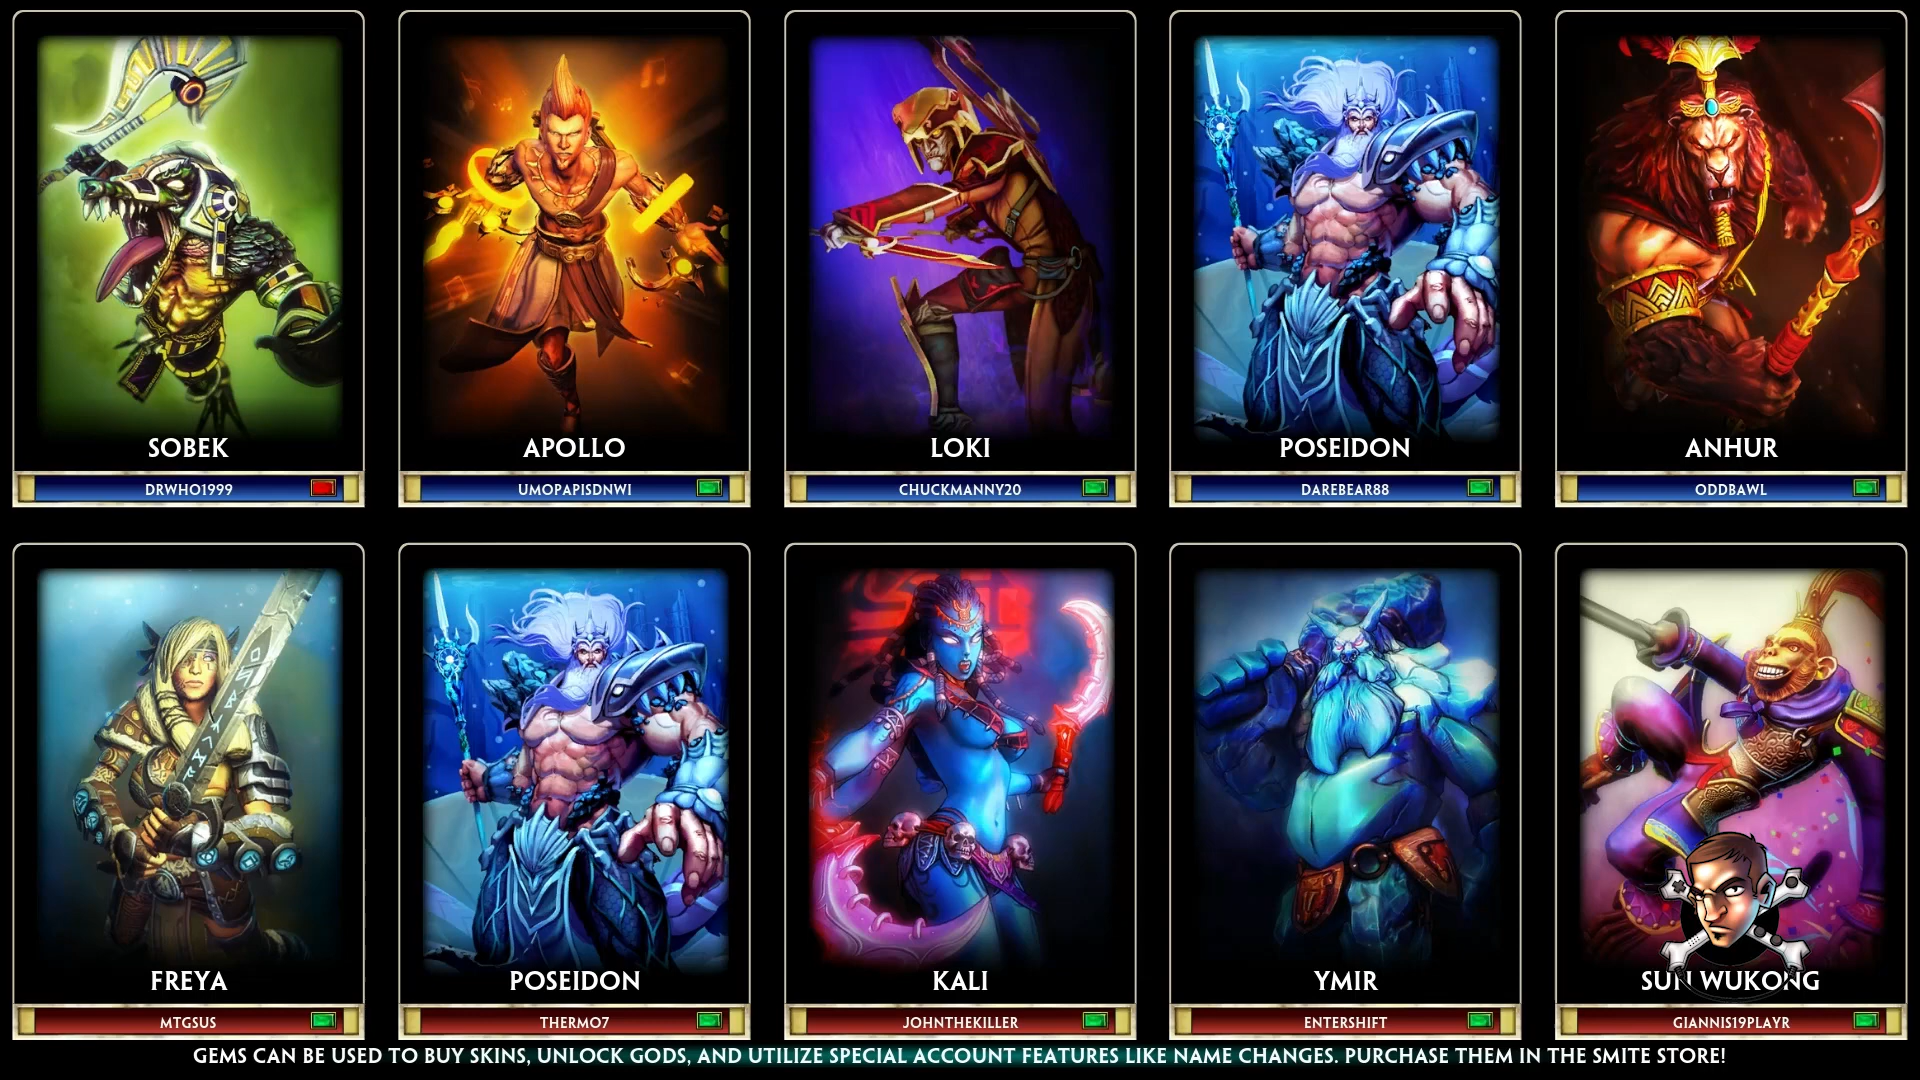 SOBEK
DRWHO1999
APOLLO
UMOPAPISDNWI
LOKI
CHUCKMANNY20
POSEIDON
DAREBEAR88
ANHUR
ODDBAWL
FREYA
MTGSUS
POSEIDON
THERMO7
KALI
JOHNTHEKILLER
YMIR
ENTERSHIFT
SUN WUKONG
GIANNIS19PLAYR
GEMS CAN BE USED TO BUY SKINS, UNLOCK GODS, AND UTILIZE SPECIAL ACCOUNT FEATURES LIKE NAME CHANGES. PURCHASE THEM IN THE SMITE STORE!